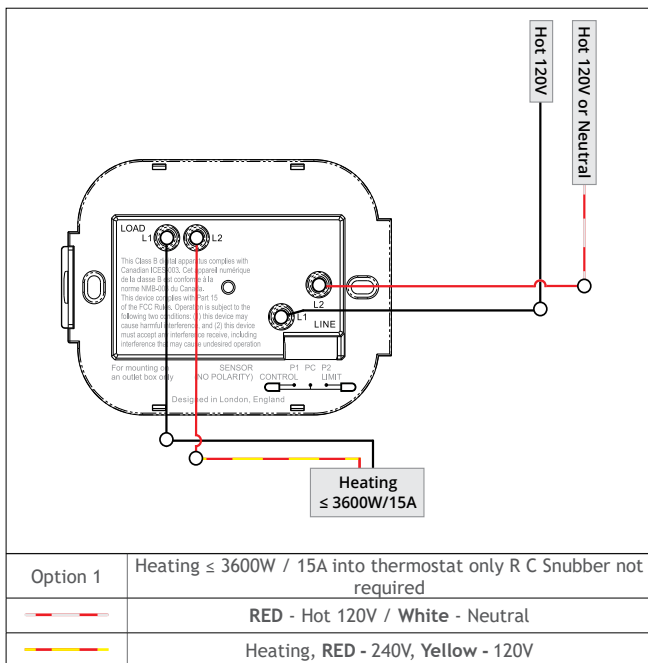 Hot 120V
Hot 120V or Neutral
LOAD
L1
L2
This Class B digital apparatus complies with
Canadian ICES-003. Cet appareil numérique
de la classe B est conforme à la
norme NMB-003 du Canada.
This device complies with Part 15
of the FCC Rules. Operation is subject to the
following two conditions: (1) this device may
cause harmful interference, and (2) this device
must accept any interference receive, including
interference that may cause undesired operation
L2
L1
LINE
For mounting on
an outlet box only
SENSOR
(NO POLARITY)
P1 PC P2
CONTROL LIMIT
Designed in London, England
Heating
≤ 3600W/15A
Option 1
Heating ≤ 3600W / 15A into thermostat only R C Snubber not
required
RED - Hot 120V / White - Neutral
Heating, RED - 240V, Yellow - 120V